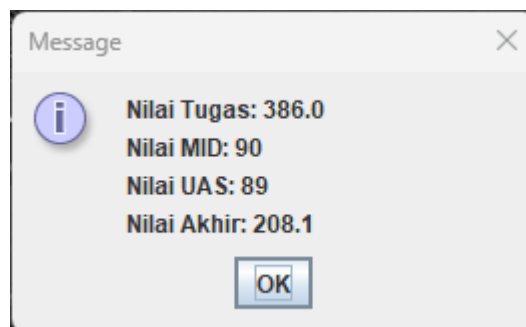 Message
Nilai Tugas: 386.0
Nilai MID: 90
Nilai UAS: 89
Nilai Akhir: 208.1
OK